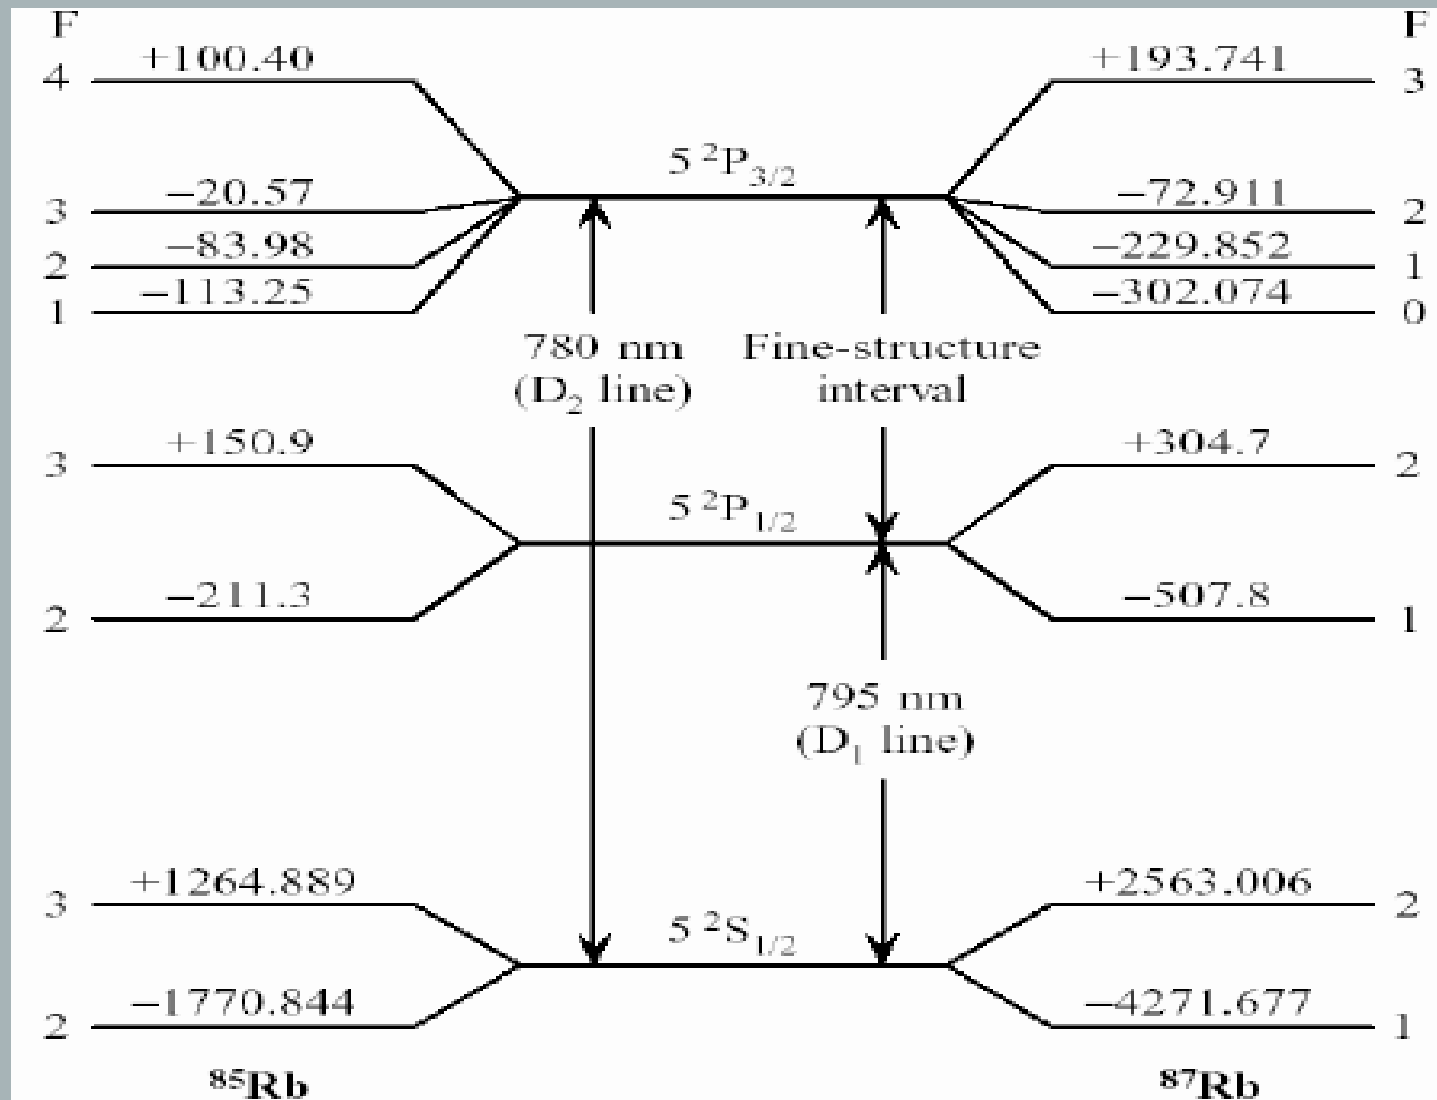 F F
+100.40 +193.741
4 3
5 ²P₃/₂
−20.57 −72.911
3 2
−83.98 −229.852
2 1
−113.25 −302.074
1 0
780 nm Fine-structure
(D₂ line) interval
+150.9 +304.7
3 2
5 ²P₁/₂
−211.3 −507.8
2 1
795 nm
(D₁ line)
+1264.889 +2563.006
3 2
5 ²S₁/₂
−1770.844 −4271.677
2 1
⁸⁵Rb ⁸⁷Rb